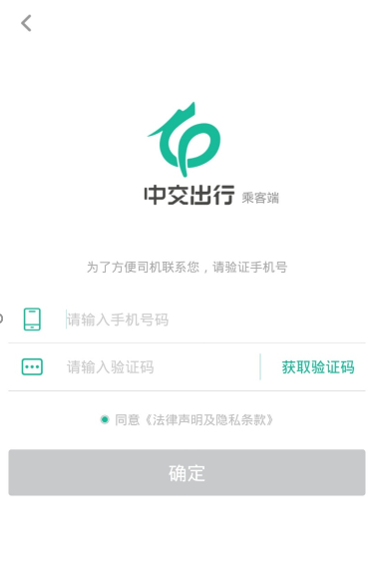 中交出行 乘客端
为了方便司机联系您，请验证手机号
请输入手机号码
请输入验证码 获取验证码
同意《法律声明及隐私条款》
确定